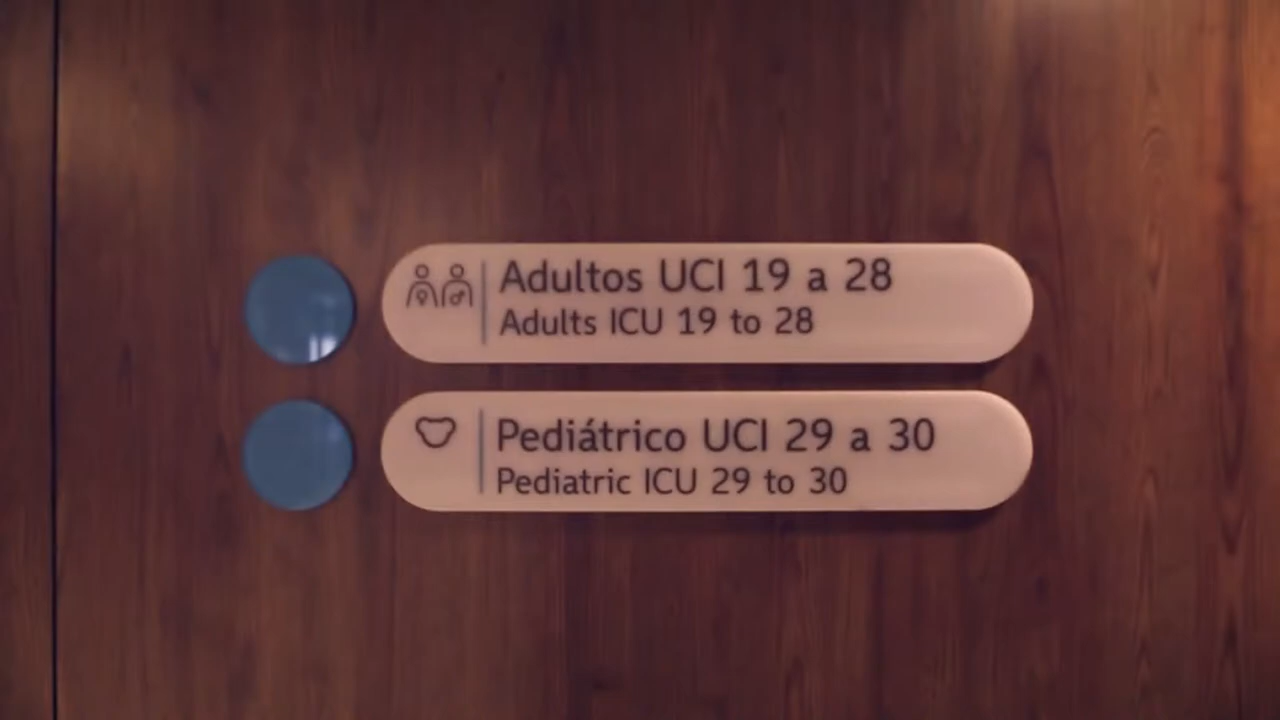 Adultos UCI 19 a 28
Adults ICU 19 to 28
Pediátrico UCI 29 a 30
Pediatric ICU 29 to 30